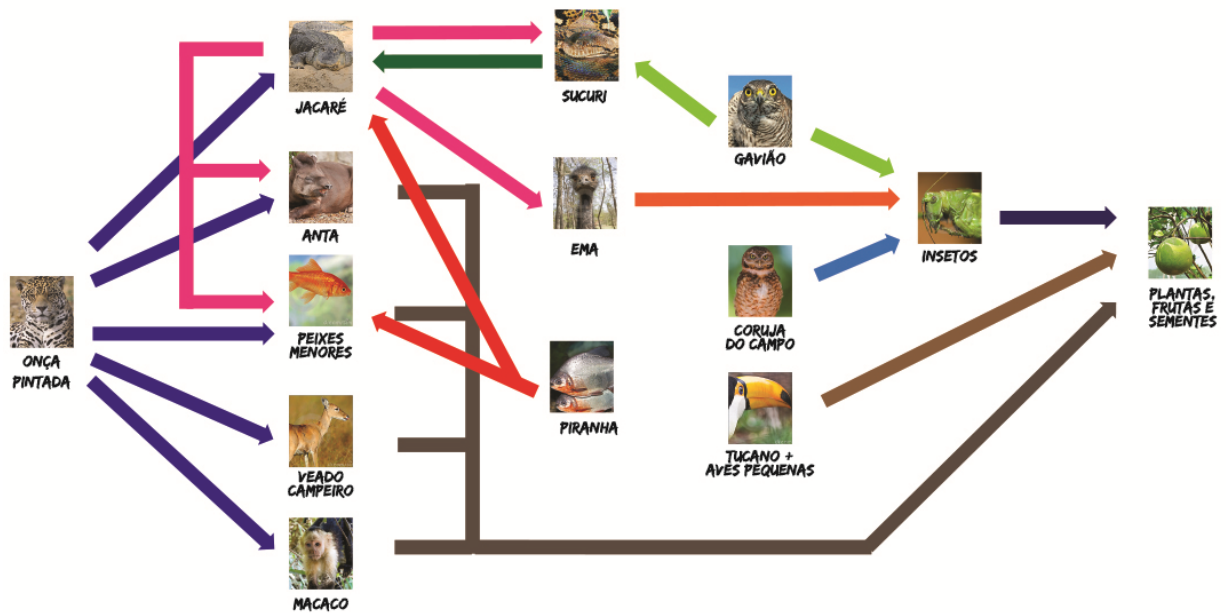 JACARÉ
SUCURI
GAVIÃO
ANTA
EMA
INSETOS
PLANTAS,
FRUTAS E
SEMENTES
ONÇA
PINTADA
PEIXES
MENORES
CORUJA
DO CAMPO
PIRANHA
TUCANO +
AVES PEQUENAS
VEADO
CAMPEIRO
MACACO